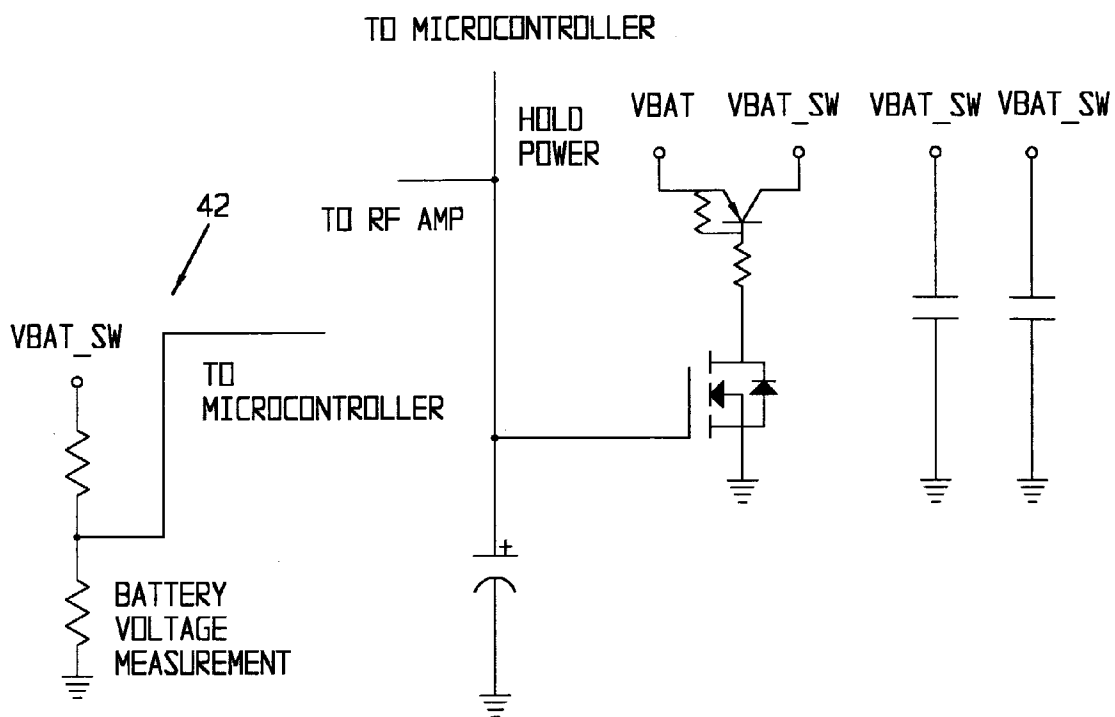 TO MICROCONTROLLER
HOLD
POWER
VBAT
VBAT_SW
VBAT_SW
VBAT_SW
42
TO RF AMP
VBAT_SW
TO
MICROCONTROLLER
+
BATTERY
VOLTAGE
MEASUREMENT